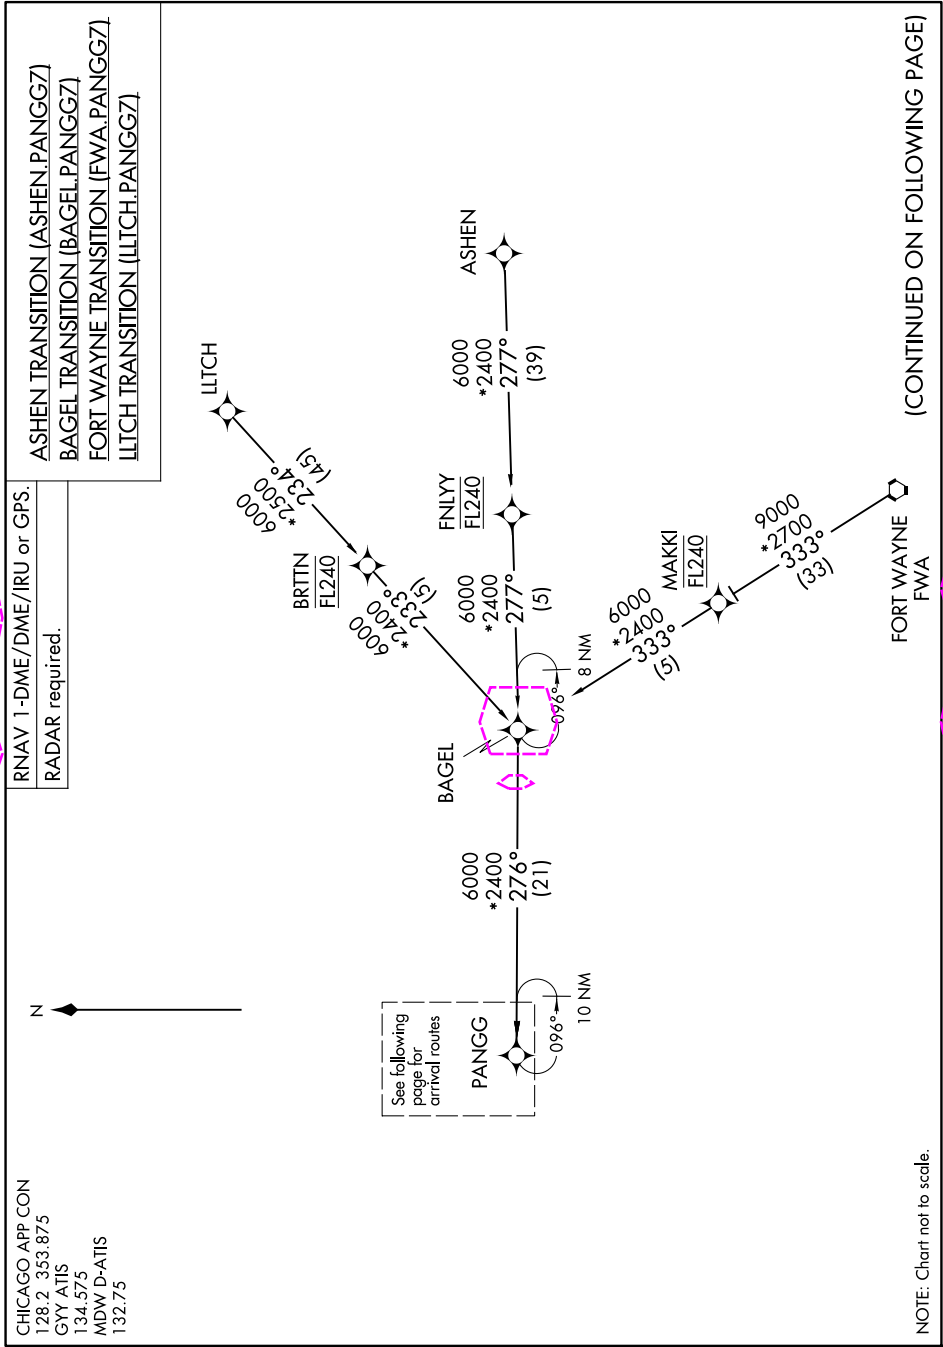 CHICAGO APP CON
128.2 353.875
GYY ATIS
134.575
MDW D-ATIS
132.75
N
RNAV 1-DME/DME/IRU or GPS.
RADAR required.
ASHEN TRANSITION (ASHEN.PANGG7)
BAGEL TRANSITION (BAGEL.PANGG7)
FORT WAYNE TRANSITION (FWA.PANGG7)
LLTCH TRANSITION (LLTCH.PANGG7)
LLTCH
6000
*2500
234°
(45)
BRTTN
FL240
6000
*2400
233°
(5)
ASHEN
6000
*2400
277°
(39)
FNLYY
FL240
6000
*2400
277°
(5)
BAGEL
096°
8 NM
6000
*2400
276°
(21)
See following
page for
arrival routes
PANGG
096°
10 NM
MAKKI
FL240
6000
*2400
333°
(5)
9000
*2700
333°
(33)
FORT WAYNE
FWA
NOTE: Chart not to scale.
(CONTINUED ON FOLLOWING PAGE)